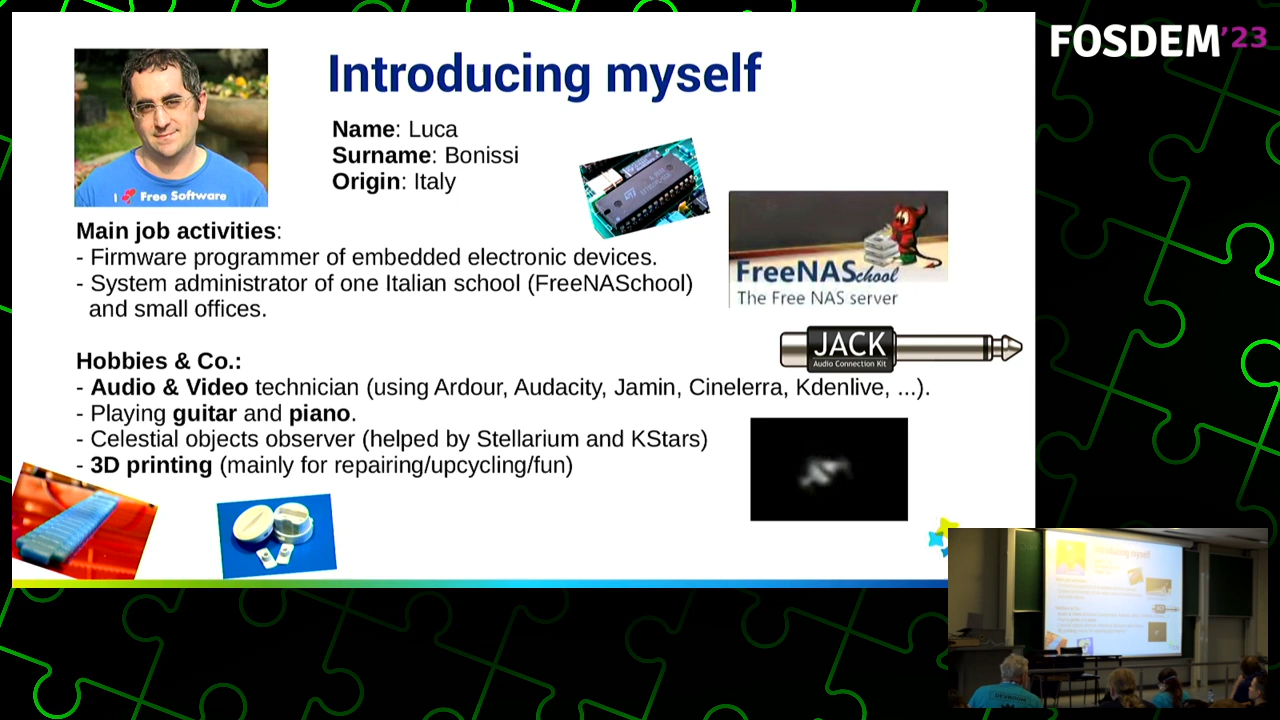 FOSDEM'23
Introducing myself
Name: Luca
Surname: Bonissi
Origin: Italy
I Free Software
Main job activities:
- Firmware programmer of embedded electronic devices.
- System administrator of one Italian school (FreeNASchool)
and small offices.
FreeNASchool
The Free NAS server
JACK
Audio Connection Kit
Hobbies & Co.:
- Audio & Video technician (using Ardour, Audacity, Jamin, Cinelerra, Kdenlive, ...).
- Playing guitar and piano.
- Celestial objects observer (helped by Stellarium and KStars)
- 3D printing (mainly for repairing/upcycling/fun)
Introducing myself